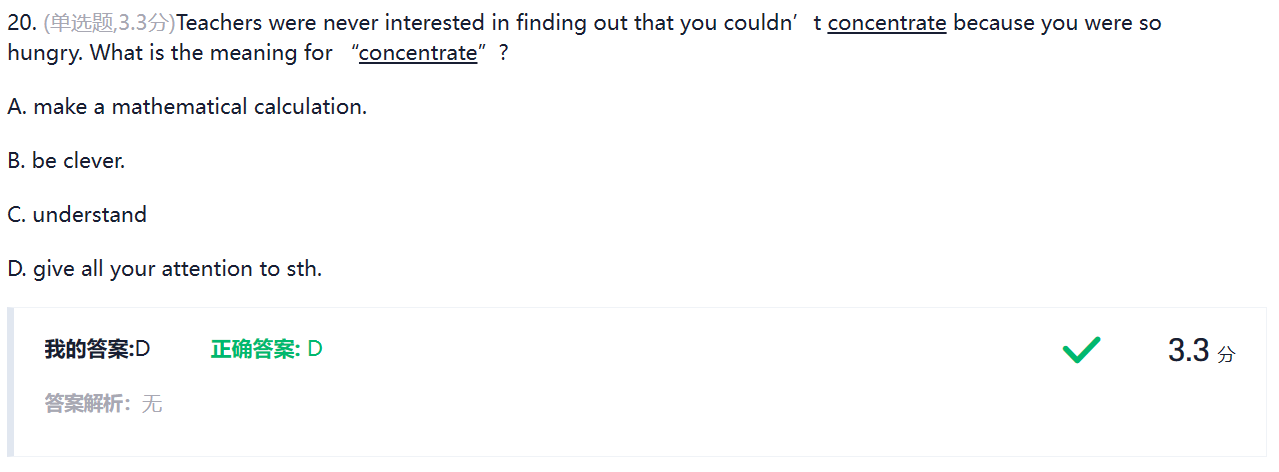 20. (单选题,3.3分)Teachers were never interested in finding out that you couldn’t concentrate because you were so
hungry. What is the meaning for “concentrate”?
A. make a mathematical calculation.
B. be clever.
C. understand
D. give all your attention to sth.
我的答案:D 正确答案: D 3.3 分
答案解析：无